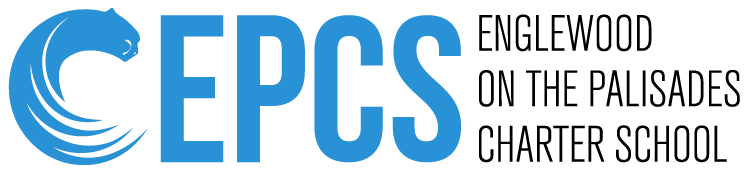 EPCS
ENGLEWOOD
ON THE PALISADES
CHARTER SCHOOL